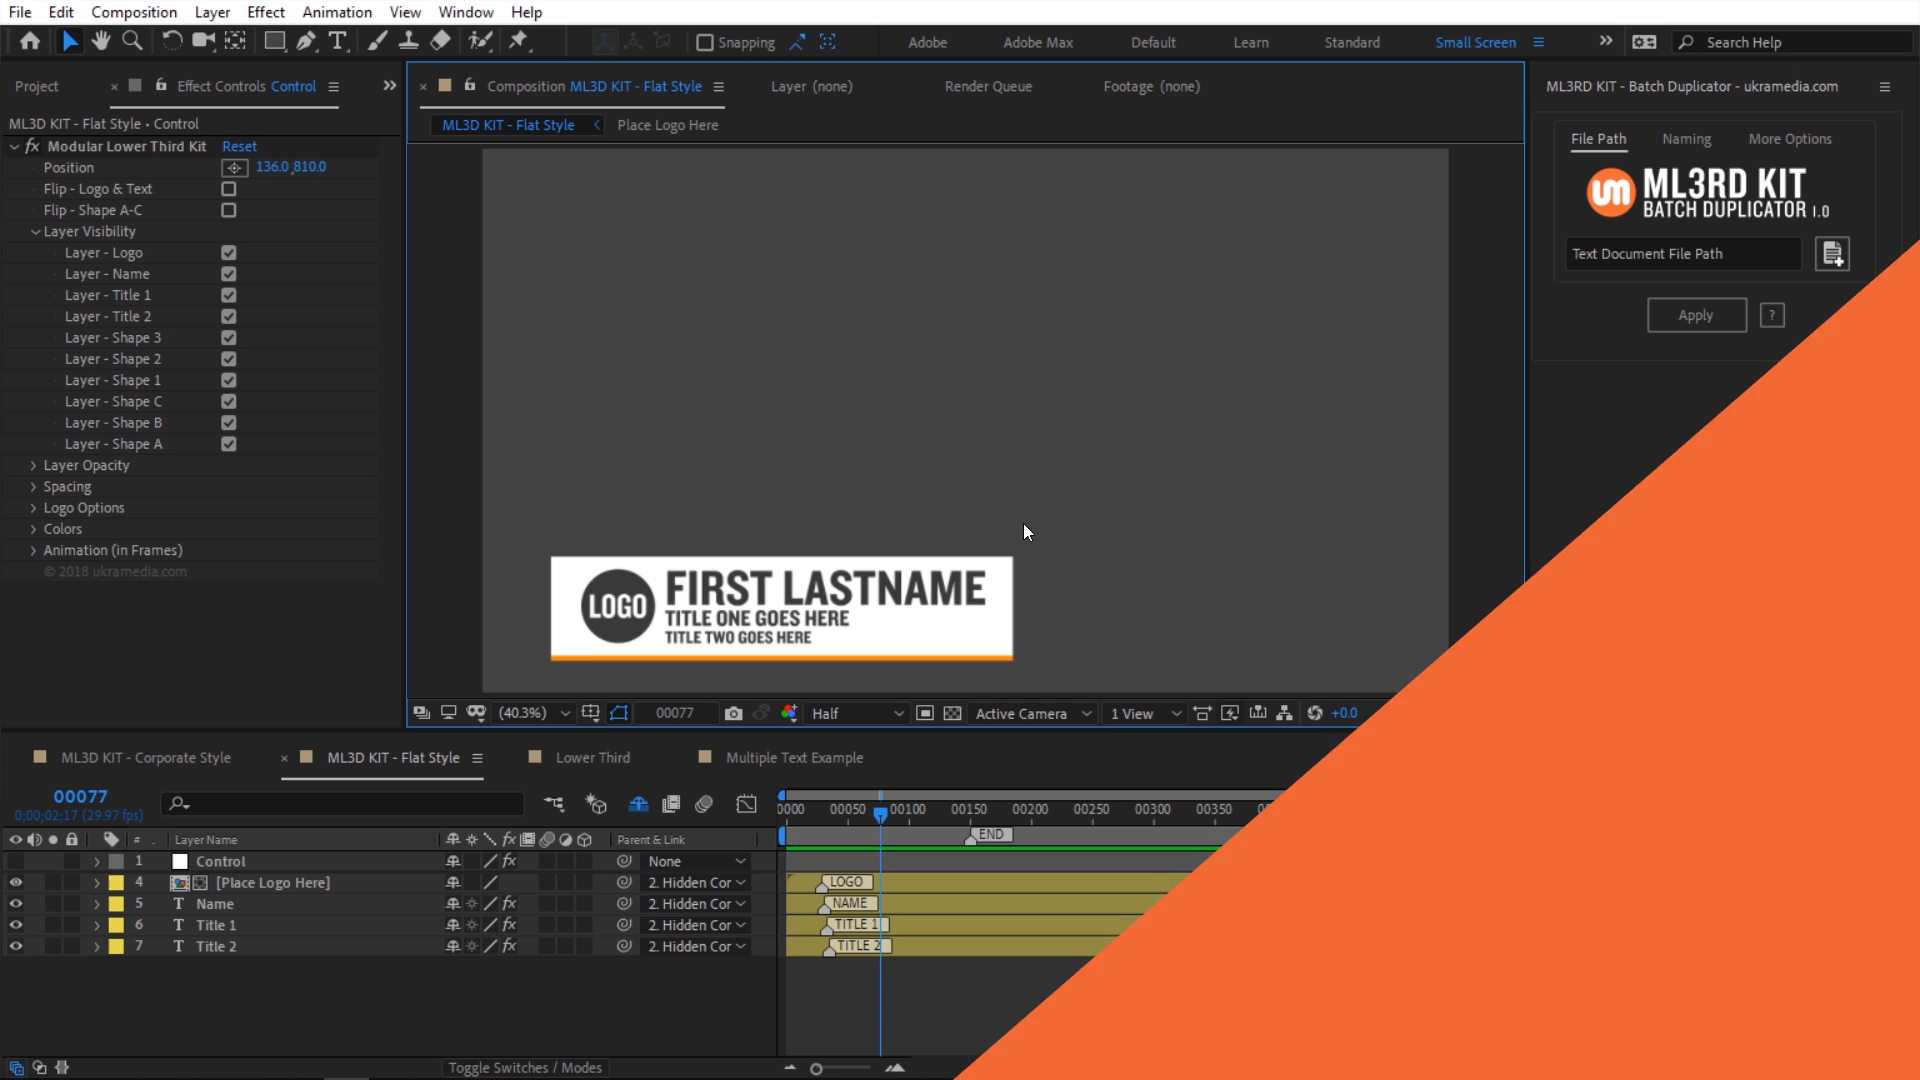 File Edit Composition Layer Effect Animation View Window Help
Snapping Adobe Adobe Max Default Learn Standard Small Screen Search Help
Project Effect Controls Control
Composition ML3D KIT - Flat Style Layer (none) Render Queue Footage (none)
ML3RD KIT - Batch Duplicator - ukramedia.com
ML3D KIT - Flat Style • Control
ML3D KIT - Flat Style Place Logo Here
fx Modular Lower Third Kit Reset
Position 136.0,810.0
Flip - Logo & Text
Flip - Shape A-C
Layer Visibility
Layer - Logo
Layer - Name
Layer - Title 1
Layer - Title 2
Layer - Shape 3
Layer - Shape 2
Layer - Shape 1
Layer - Shape C
Layer - Shape B
Layer - Shape A
Layer Opacity
Spacing
Logo Options
Colors
Animation (in Frames)
© 2018 ukramedia.com
LOGO
FIRST LASTNAME
TITLE ONE GOES HERE
TITLE TWO GOES HERE
File Path Naming More Options
um ML3RD KIT
BATCH DUPLICATOR 1.0
Text Document File Path
Apply ?
(40.3%) 00077 Half Active Camera 1 View +0.0
ML3D KIT - Corporate Style ML3D KIT - Flat Style Lower Third Multiple Text Example
00077
0;00;02;17 (29.97 fps)
0000 00050 00100 00150 00200 00250 00300 00350
# Layer Name fx Parent & Link END
1 Control fx None
4 [Place Logo Here] 2. Hidden Cor LOGO
5 T Name fx 2. Hidden Cor NAME
6 T Title 1 fx 2. Hidden Cor TITLE 1
7 T Title 2 fx 2. Hidden Cor TITLE 2
Toggle Switches / Modes